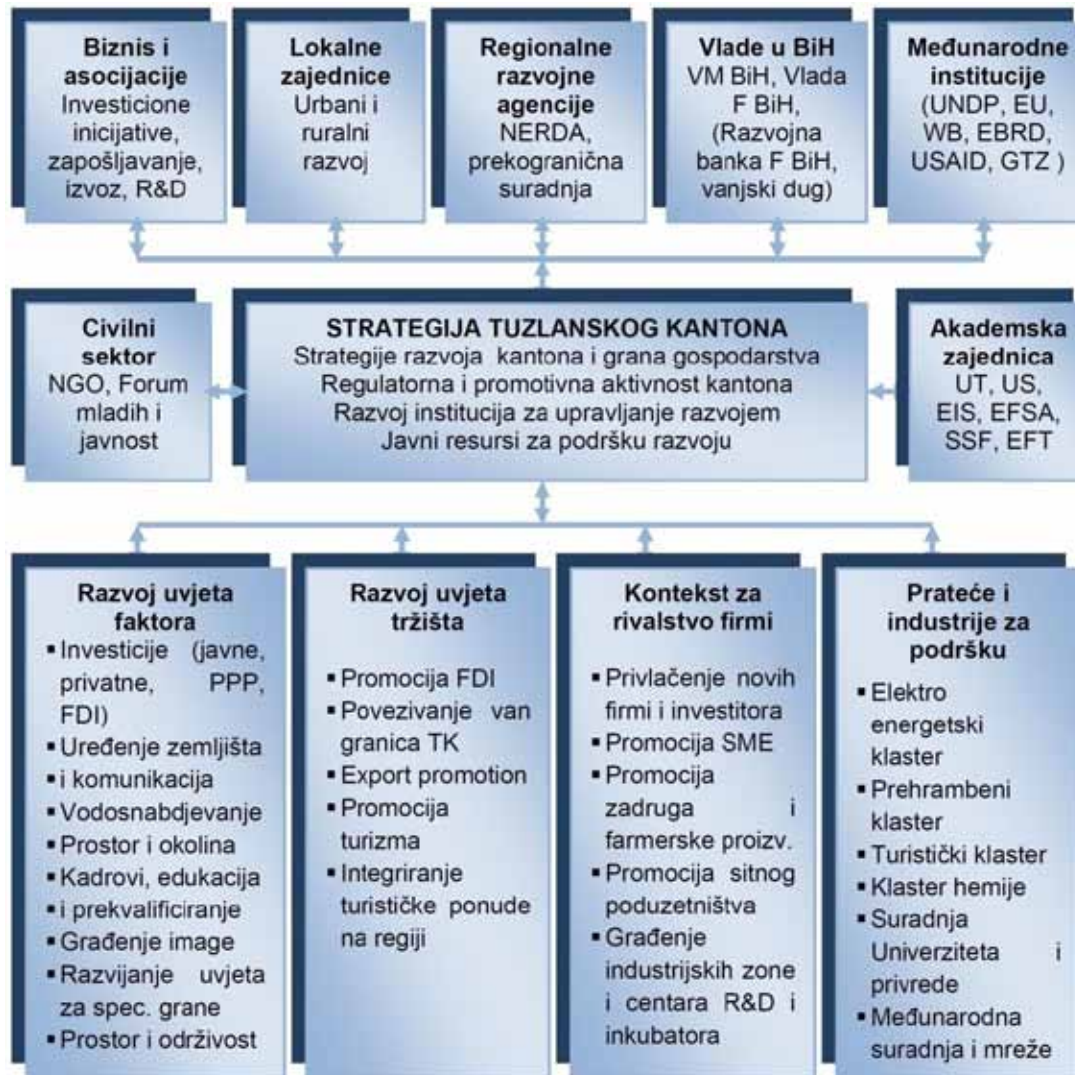 Biznis i
asocijacije
Investicione
inicijative,
zapošljavanje,
izvoz, R&D
Lokalne
zajednice
Urbani i
ruralni
razvoj
Regionalne
razvojne
agencije
NERDA,
prekogranična
suradnja
Vlade u BiH
VM BiH, Vlada
F BiH,
(Razvojna
banka F BiH,
vanjski dug)
Međunarodne
institucije
(UNDP, EU,
WB, EBRD,
USAID, GTZ )
Civilni
sektor
NGO, Forum
mladih i
javnost
STRATEGIJA TUZLANSKOG KANTONA
Strategije razvoja kantona i grana gospodarstva
Regulatorna i promotivna aktivnost kantona
Razvoj institucija za upravljanje razvojem
Javni resursi za podršku razvoju
Akademska
zajednica
UT, US,
EIS, EFSA,
SSF, EFT
Razvoj uvjeta
faktora
▪ Investicije (javne,
privatne, PPP,
FDI)
▪ Uređenje zemljišta
▪ i komunikacija
▪ Vodosnabdjevanje
▪ Prostor i okolina
▪ Kadrovi, edukacija
▪ i prekvalificiranje
▪ Građenje image
▪ Razvijanje uvjeta
za spec. grane
▪ Prostor i održivost
Razvoj uvjeta
tržišta
▪ Promocija FDI
▪ Povezivanje van
granica TK
▪ Export promotion
▪ Promocija
turizma
▪ Integriranje
turističke ponude
na regiji
Kontekst za
rivalstvo firmi
▪ Privlačenje novih
firmi i investitora
▪ Promocija SME
▪ Promocija
zadruga i
farmerske proizv.
▪ Promocija sitnog
poduzetništva
▪ Građenje
industrijskih zone
i centara R&D i
inkubatora
Prateće i
industrije za
podršku
▪ Elektro
energetski
klaster
▪ Prehrambeni
klaster
▪ Turistički klaster
▪ Klaster hemije
▪ Suradnja
Univerziteta i
privrede
▪ Međunarodna
suradnja i mreže